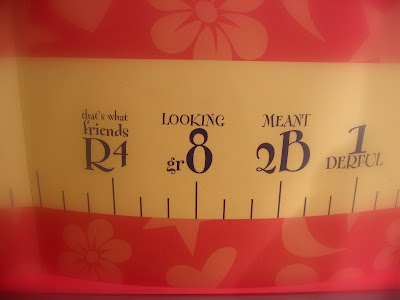 that's what
friends
R4
LOOKING
gr8
MEANT
2B
1
DERFUL